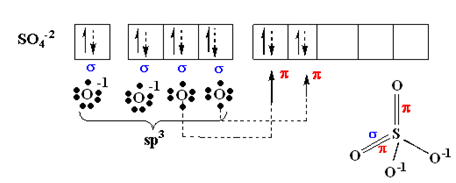 SO4-2
σ σ σ σ
O-1 O-1 O O π π
sp3
O
π
σ S
π
O O-1 O-1